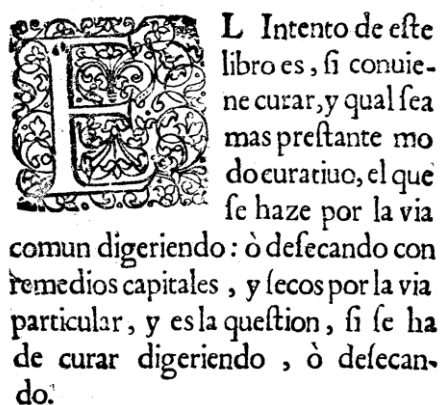 EL Intento de eſte
libro es, ſi conuie-
ne curar, y qual ſea
mas preſtante mo
do curatiuo, el que
ſe haze por la via
comun digeriendo: ò deſecando con
remedios capitales, y ſecos por la via
particular, y es la queſtion, ſi ſe ha
de curar digeriendo, ò deſecan-
do.